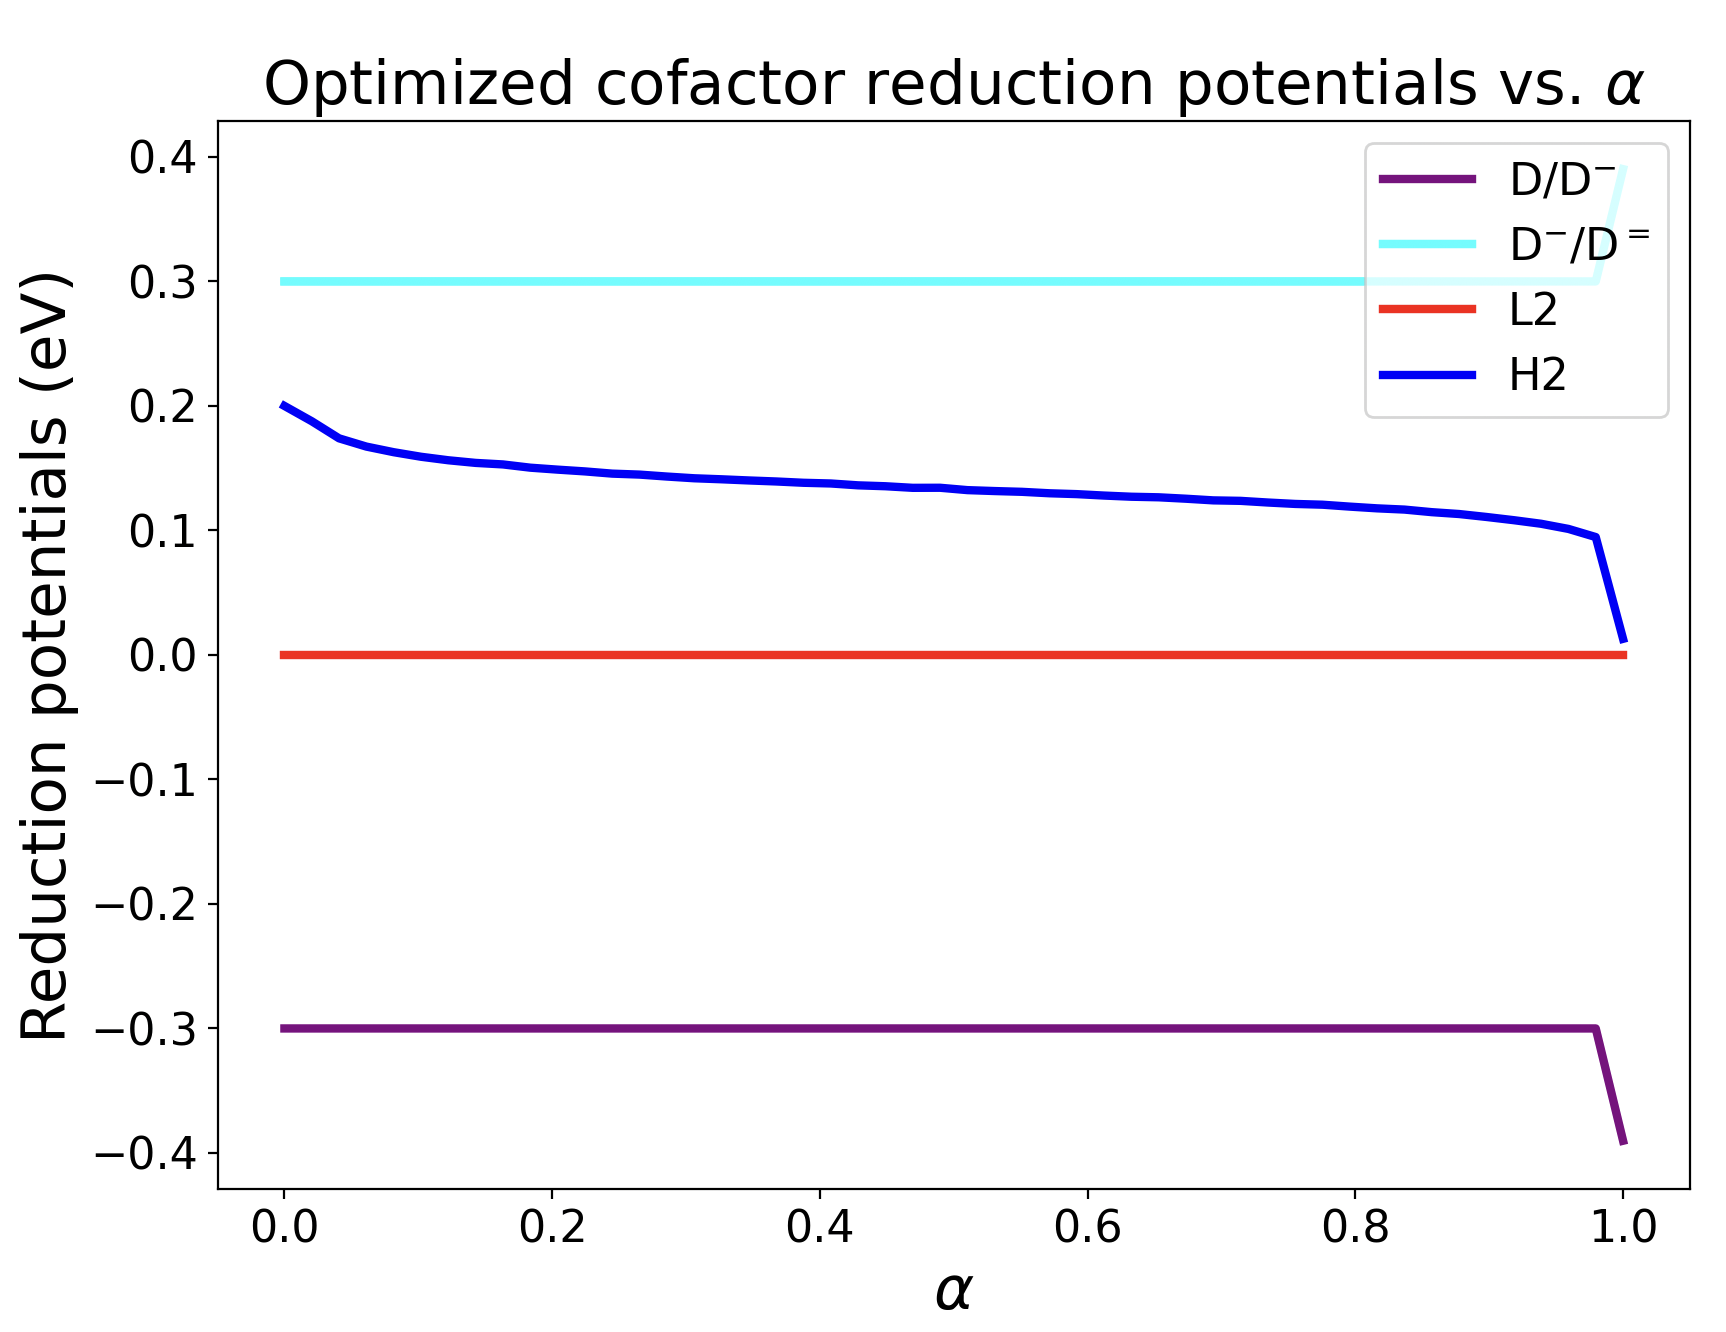 Optimized cofactor reduction potentials vs. α
Reduction potentials (eV)
0.4
0.3
0.2
0.1
0.0
−0.1
−0.2
−0.3
−0.4
D/D⁻
D⁻/D⁼
L2
H2
0.0 0.2 0.4 0.6 0.8 1.0
α